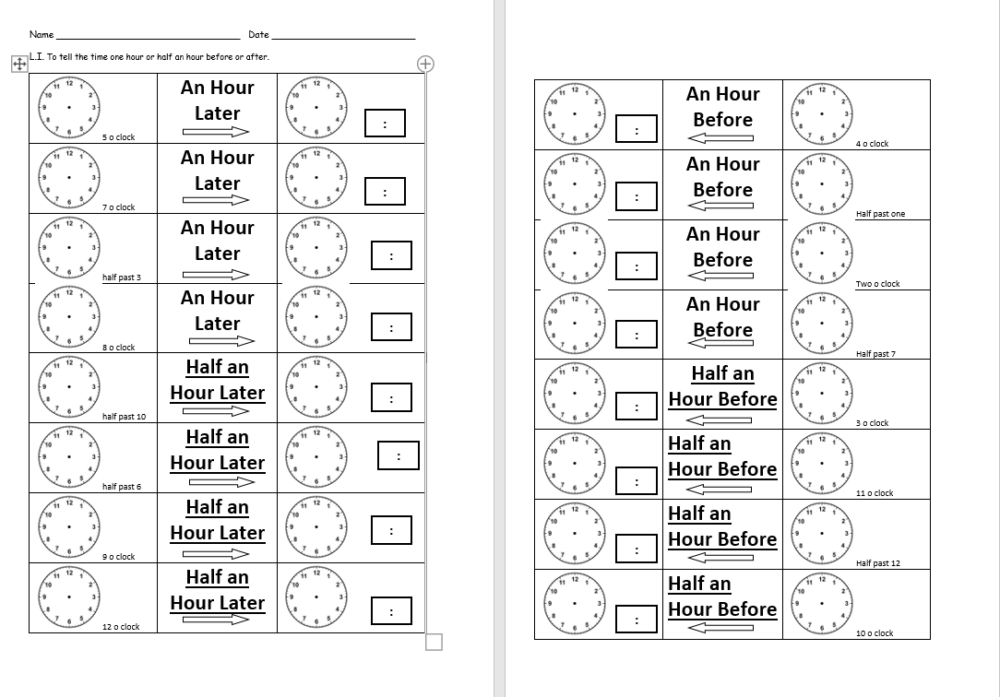 Name ________________ Date ________________
L.I. To tell the time one hour or half an hour before or after.
5 o clock
An Hour
Later
:
7 o clock
An Hour
Later
:
half past 3
An Hour
Later
:
8 o clock
An Hour
Later
:
half past 10
Half an
Hour Later
:
half past 6
Half an
Hour Later
:
9 o clock
Half an
Hour Later
:
12 o clock
Half an
Hour Later
:
:
An Hour
Before
4 o clock
:
An Hour
Before
Half past one
:
An Hour
Before
Two o clock
:
An Hour
Before
Half past 7
:
Half an
Hour Before
3 o clock
:
Half an
Hour Before
11 o clock
:
Half an
Hour Before
Half past 12
:
Half an
Hour Before
10 o clock